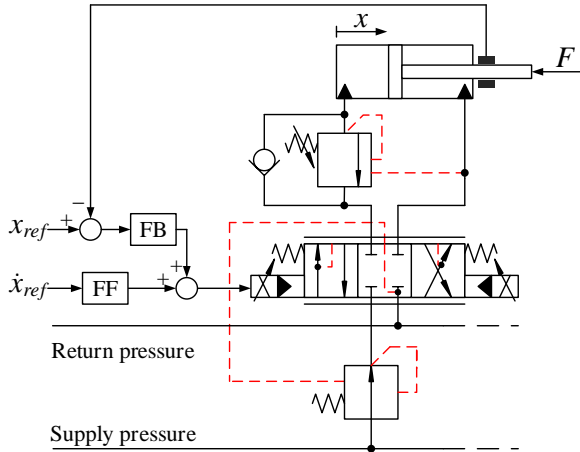 x
F
−
x_ref
+
FB
+
ẋ_ref
FF
+
Return pressure
Supply pressure